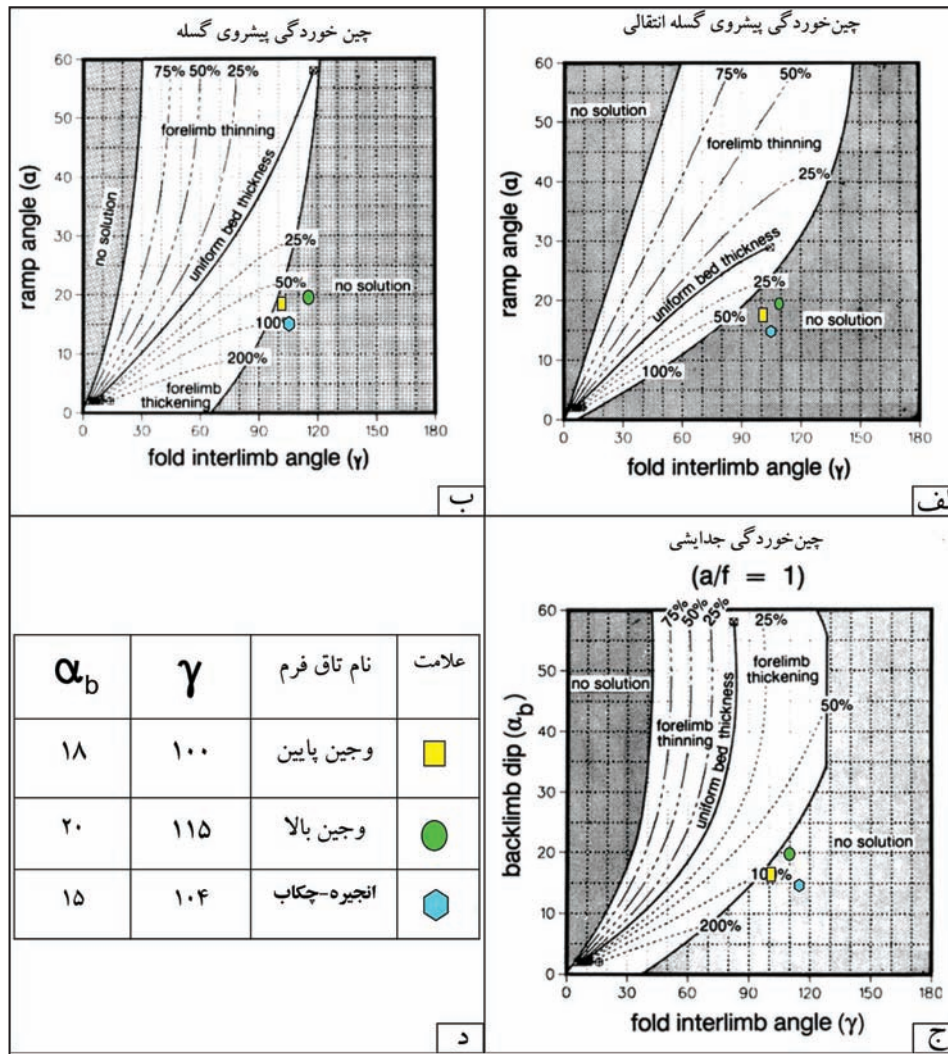 چین‌خوردگی پیشروی گسله انتقالی
60
50
40
30
20
10
0
ramp angle (α)
no solution
75%
50%
forelimb thinning
25%
uniform bed thickness
25%
50%
no solution
100%
0 30 60 90 120 150 180
fold interlimb angle (γ)
الف
چین خوردگی پیشروی گسله
60
50
40
30
20
10
0
ramp angle (α)
75% 50% 25%
forelimb thinning
no solution
uniform bed thickness
25%
50%
no solution
100%
200%
forelimb thickening
0 30 60 90 120 150 180
fold interlimb angle (γ)
ب
چین‌خوردگی جدایشی
(a/f = 1)
60
50
40
30
20
10
0
backlimb dip (αb)
75% 50% 25%
25%
no solution
forelimb thickening
50%
forelimb thinning
uniform bed thickness
no solution
100%
200%
0 30 60 90 120 150 180
fold interlimb angle (γ)
ج
علامت نام تاق فرم γ αb
وجین پایین ۱۰۰ ۱۸
وجین بالا ۱۱۵ ۲۰
انجیره-چکاب ۱۰۴ ۱۵
د